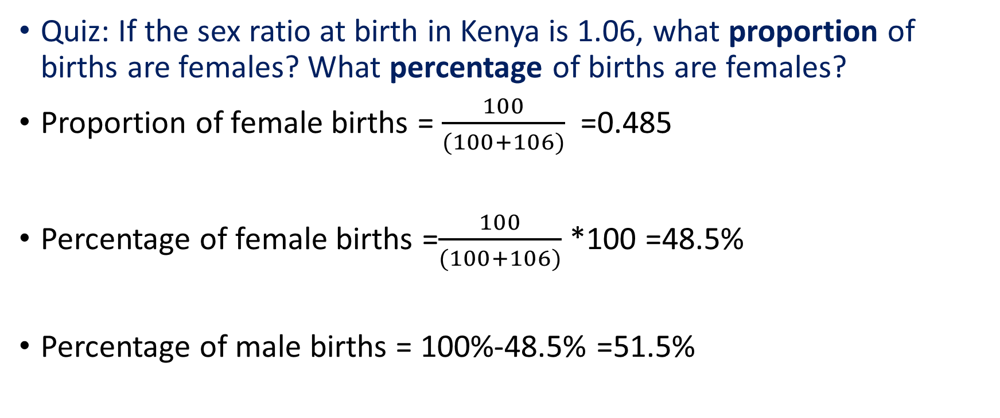 • Quiz: If the sex ratio at birth in Kenya is 1.06, what proportion of
births are females? What percentage of births are females?
• Proportion of female births = 100/(100+106) =0.485
• Percentage of female births =100/(100+106) *100 =48.5%
• Percentage of male births = 100%-48.5% =51.5%